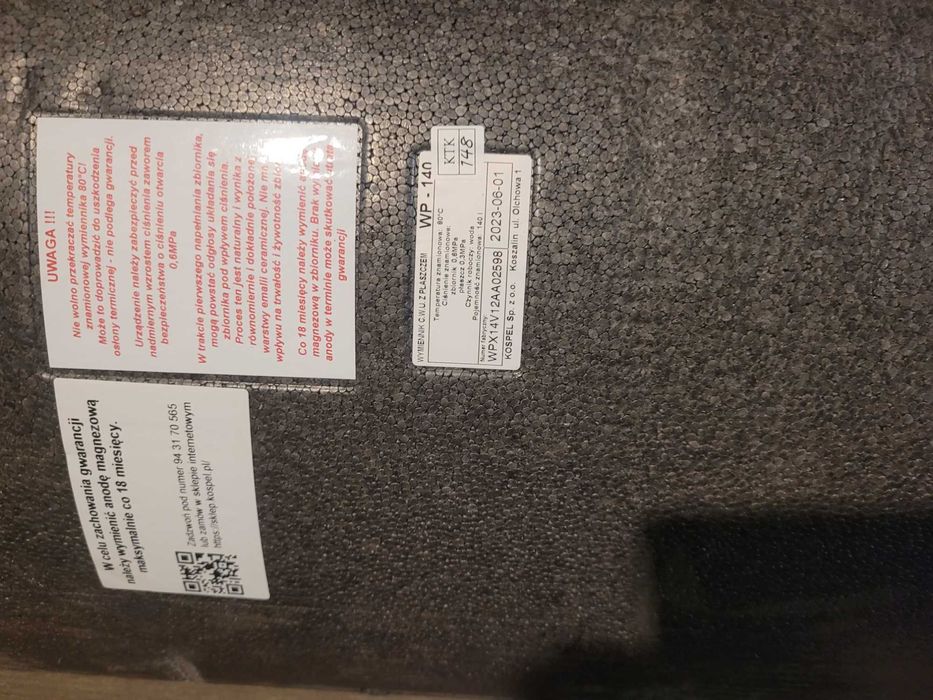 UWAGA !!!
Nie wolno przekraczać temperatury
znamionowej wymiennika 80°C!
Może to doprowadzić do uszkodzenia
osłony termicznej - nie podlega gwarancji.
Urządzenie należy zabezpieczyć przed
nadmiernym wzrostem ciśnienia zaworem
bezpieczeństwa o ciśnieniu otwarcia
0,6MPa
W trakcie pierwszego napełniania zbiornika,
mogą powstać odgłosy układania się
zbiornika pod wpływem ciśnienia.
Proces ten jest naturalny i wynika z
równomiernie i dokładnie położonej
warstwy emalii ceramicznej. Nie ma
wpływu na trwałość i żywotność
Co 18 miesięcy należy wymienić
magnezową w zbiorniku. Brak
anody w terminie może skutkować
gwarancji
W celu zachowania gwarancji
należy wymienić anodę magnezową
maksymalnie co 18 miesięcy.
Zadzwoń pod numer 94 31 70 565
lub zamów w sklepie internetowym
https://sklep.kospel.pl/
WYMIENNIK C.W.U. Z PŁASZCZEM WP - 140
Temperatura znamionowa: 80°C
Ciśnienie znamionowe:
zbiornik 0,6MPa
płaszcz 0,3MPa
Czynnik roboczy: woda
Pojemność znamionowa: 140 l
Numer fabryczny:
WPX14V12AA02598 2023-06-01
KOSPEL Sp. z o.o. Koszalin, ul. Olchowa 1
KTK
748